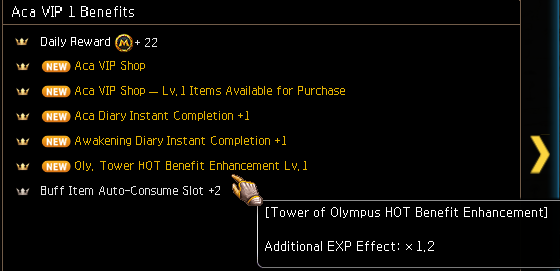 Aca VIP 1 Benefits
Daily Reward M + 22
NEW Aca VIP Shop
NEW Aca VIP Shop — Lv.1 Items Available for Purchase
NEW Aca Diary Instant Completion +1
NEW Awakening Diary Instant Completion +1
NEW Oly. Tower HOT Benefit Enhancement Lv.1
Buff Item Auto-Consume Slot +2
[Tower of Olympus HOT Benefit Enhancement]
Additional EXP Effect: ×1.2